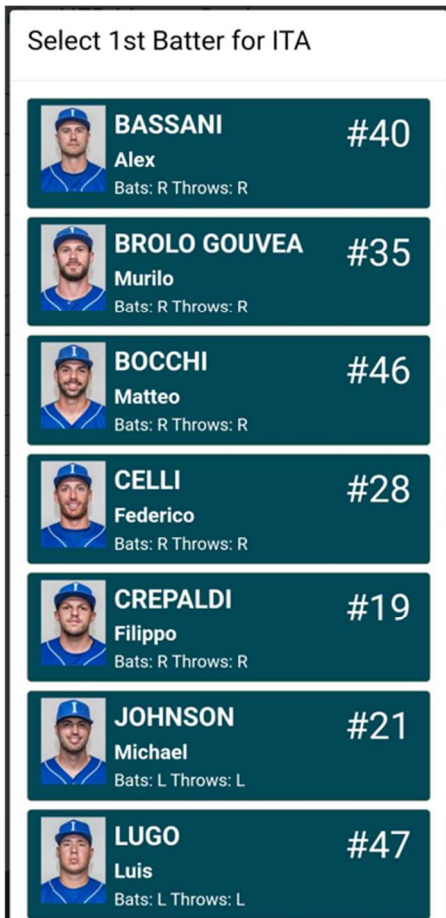 Select 1st Batter for ITA
BASSANI
#40
Alex
Bats: R Throws: R
BROLO GOUVEA
#35
Murilo
Bats: R Throws: R
BOCCHI
#46
Matteo
Bats: R Throws: R
CELLI
#28
Federico
Bats: R Throws: R
CREPALDI
#19
Filippo
Bats: R Throws: R
JOHNSON
#21
Michael
Bats: L Throws: L
LUGO
#47
Luis
Bats: L Throws: L